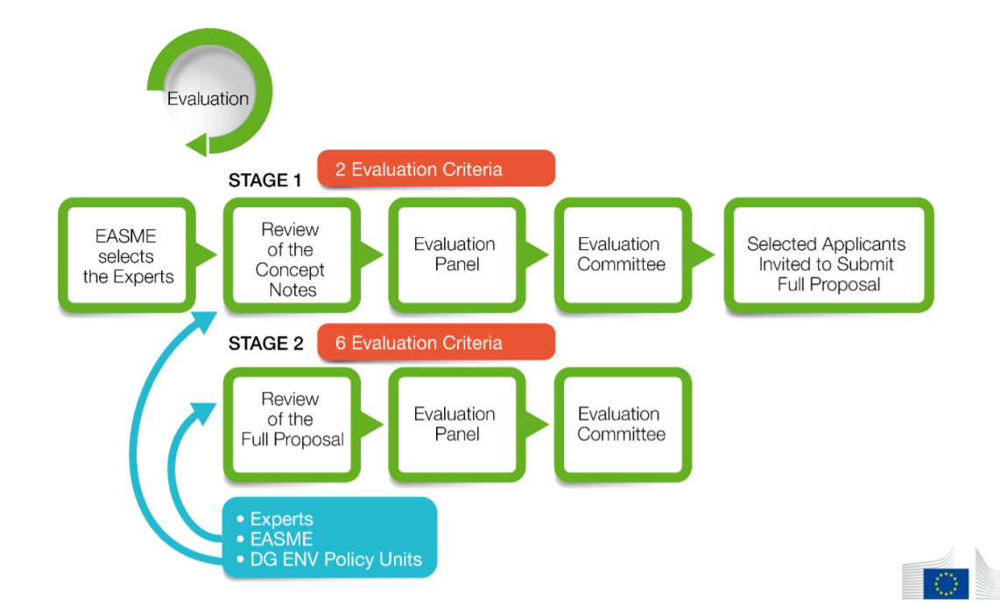 Evaluation
STAGE 1
2 Evaluation Criteria
EASME
selects
the Experts
Review
of the
Concept
Notes
Evaluation
Panel
Evaluation
Committee
Selected Applicants
Invited to Submit
Full Proposal
STAGE 2
6 Evaluation Criteria
Review
of the
Full Proposal
Evaluation
Panel
Evaluation
Committee
• Experts
• EASME
• DG ENV Policy Units